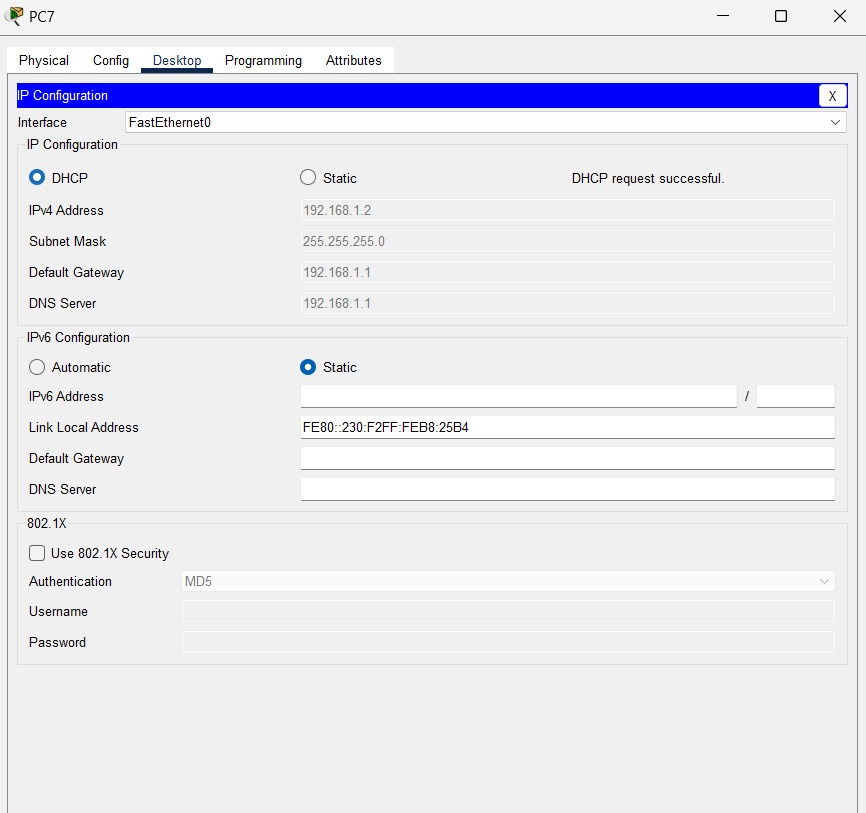 PC7
Physical Config Desktop Programming Attributes
IP Configuration X
Interface FastEthernet0
IP Configuration
DHCP Static DHCP request successful.
IPv4 Address 192.168.1.2
Subnet Mask 255.255.255.0
Default Gateway 192.168.1.1
DNS Server 192.168.1.1
IPv6 Configuration
Automatic Static
IPv6 Address /
Link Local Address FE80::230:F2FF:FEB8:25B4
Default Gateway
DNS Server
802.1X
Use 802.1X Security
Authentication MD5
Username
Password